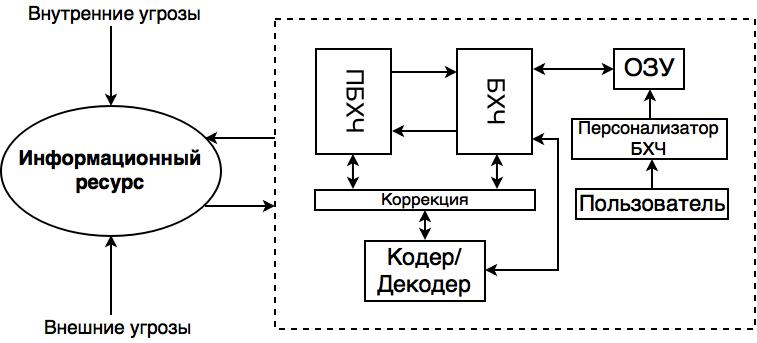 Внутренние угрозы
Информационный
ресурс
Внешние угрозы
ПБХЧ
БХЧ
ОЗУ
Персонализатор
БХЧ
Пользователь
Коррекция
Кодер/
Декодер